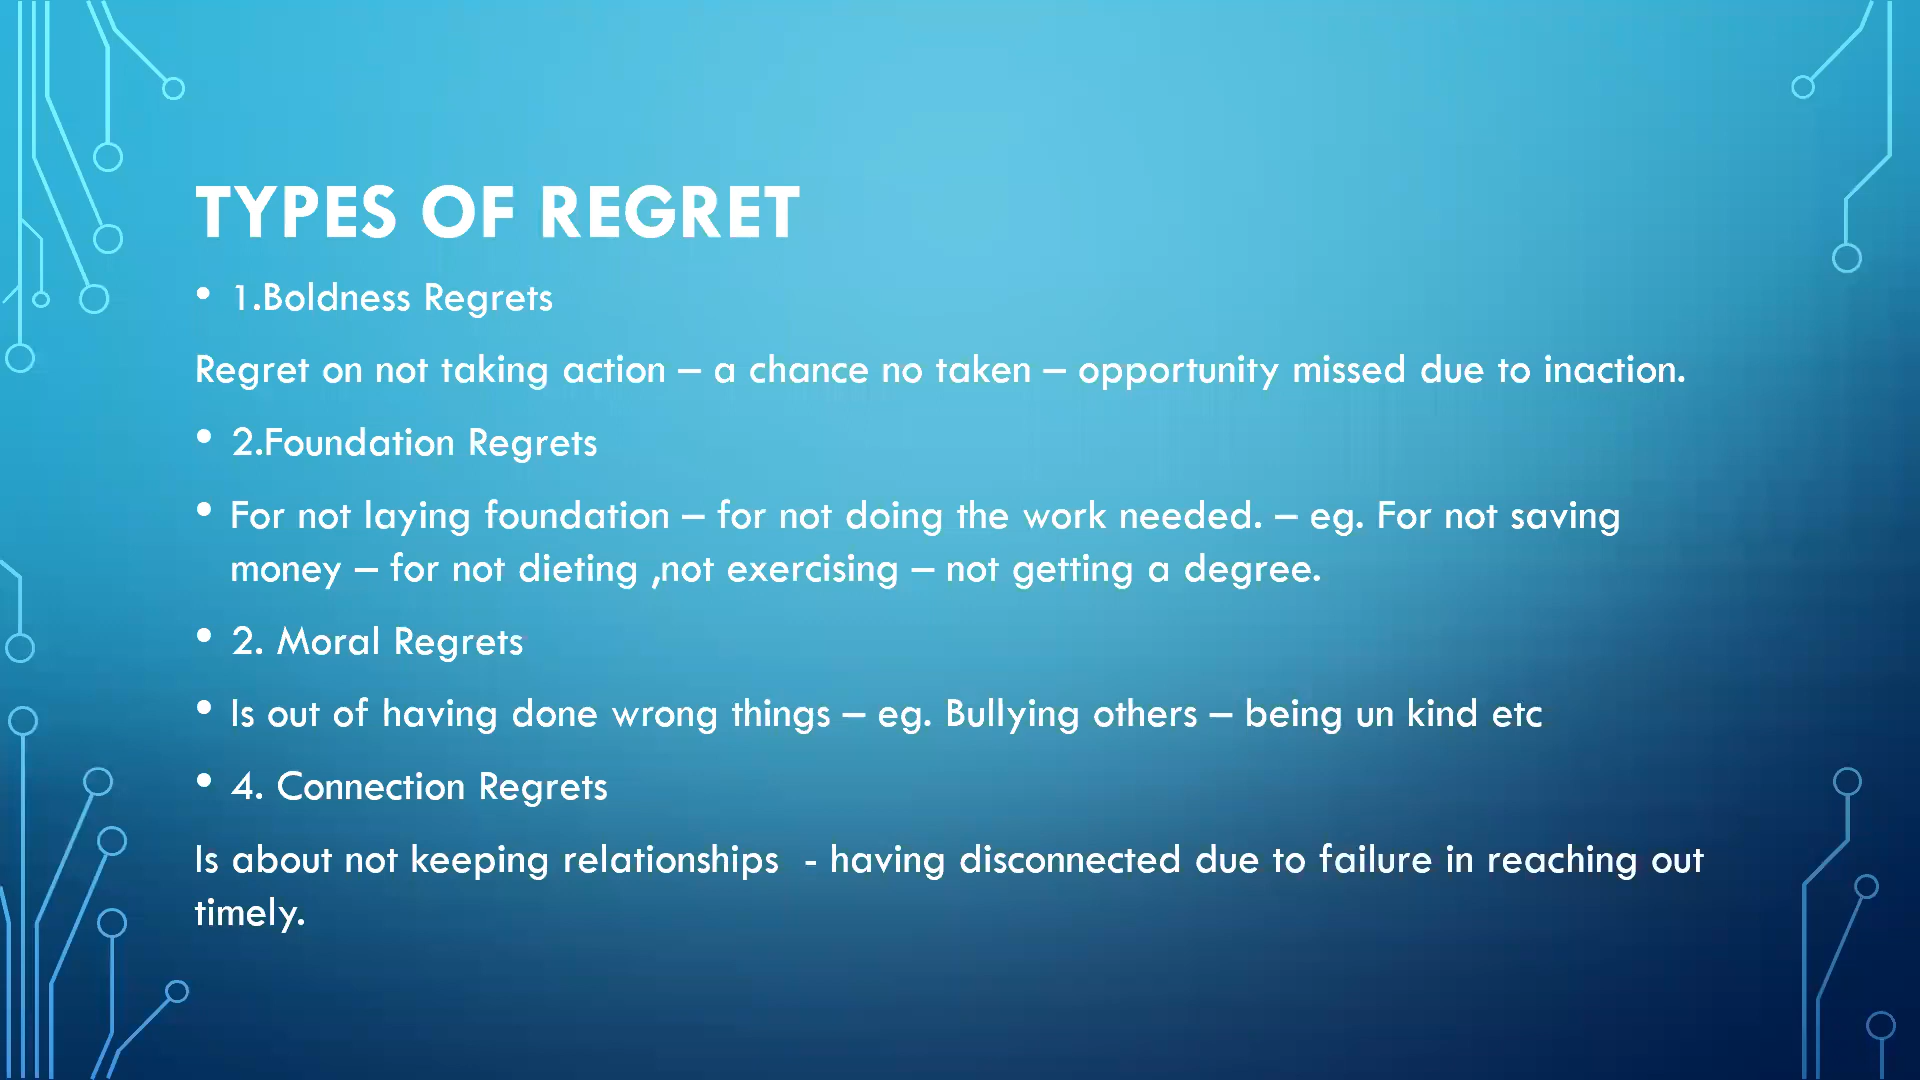 TYPES OF REGRET
• 1.Boldness Regrets
Regret on not taking action – a chance no taken – opportunity missed due to inaction.
• 2.Foundation Regrets
• For not laying foundation – for not doing the work needed. – eg. For not saving
money – for not dieting ,not exercising – not getting a degree.
• 2. Moral Regrets
• Is out of having done wrong things – eg. Bullying others – being un kind etc
• 4. Connection Regrets
Is about not keeping relationships  - having disconnected due to failure in reaching out
timely.